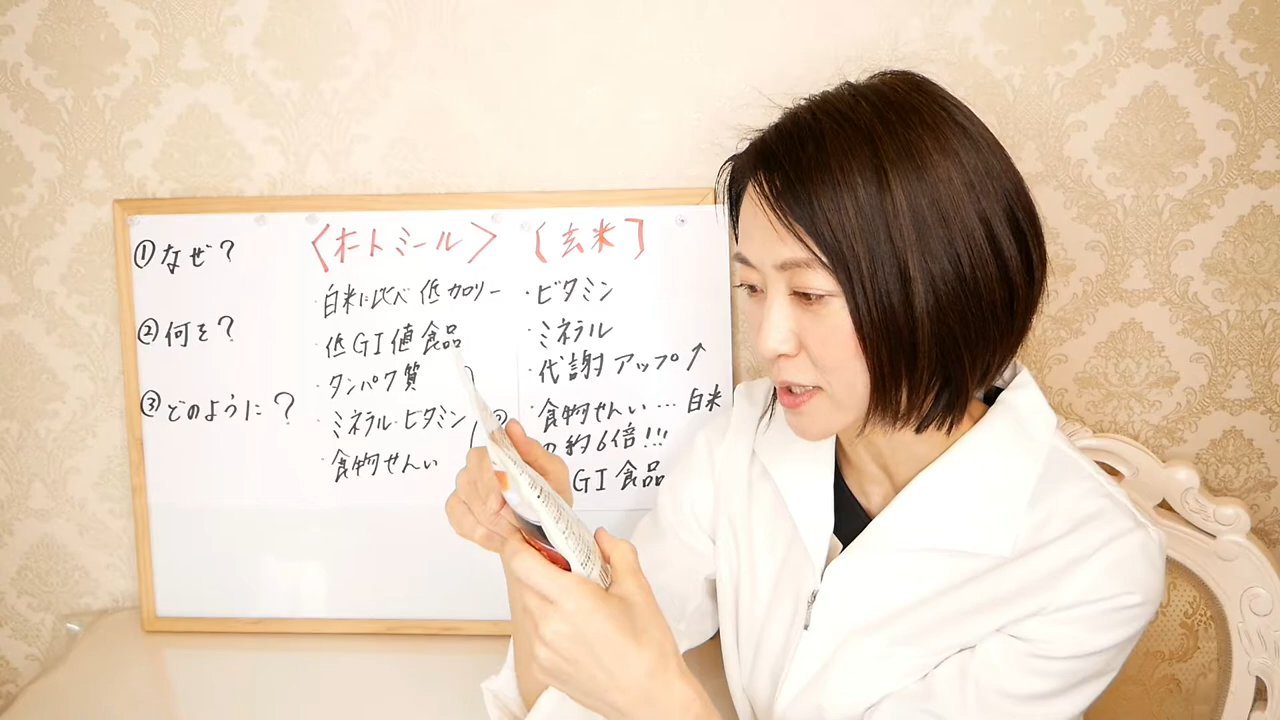 ①なぜ?
②何を?
③どのように?
〈オートミール〉
・白米に比べ 低カロリー
・低GI値食品
・タンパク質
・ミネラル・ビタミン
・食物せんい
〔玄米〕
・ビタミン
・ミネラル
・代謝アップ↑
・食物せんい…白米
の約6倍!!!
GI食品